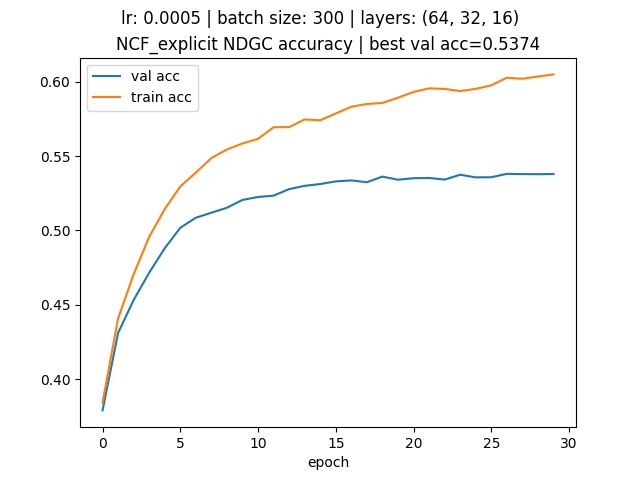 lr: 0.0005 | batch size: 300 | layers: (64, 32, 16)
NCF_explicit NDGC accuracy | best val acc=0.5374
val acc
train acc
0.60
0.55
0.50
0.45
0.40
0 5 10 15 20 25 30
epoch